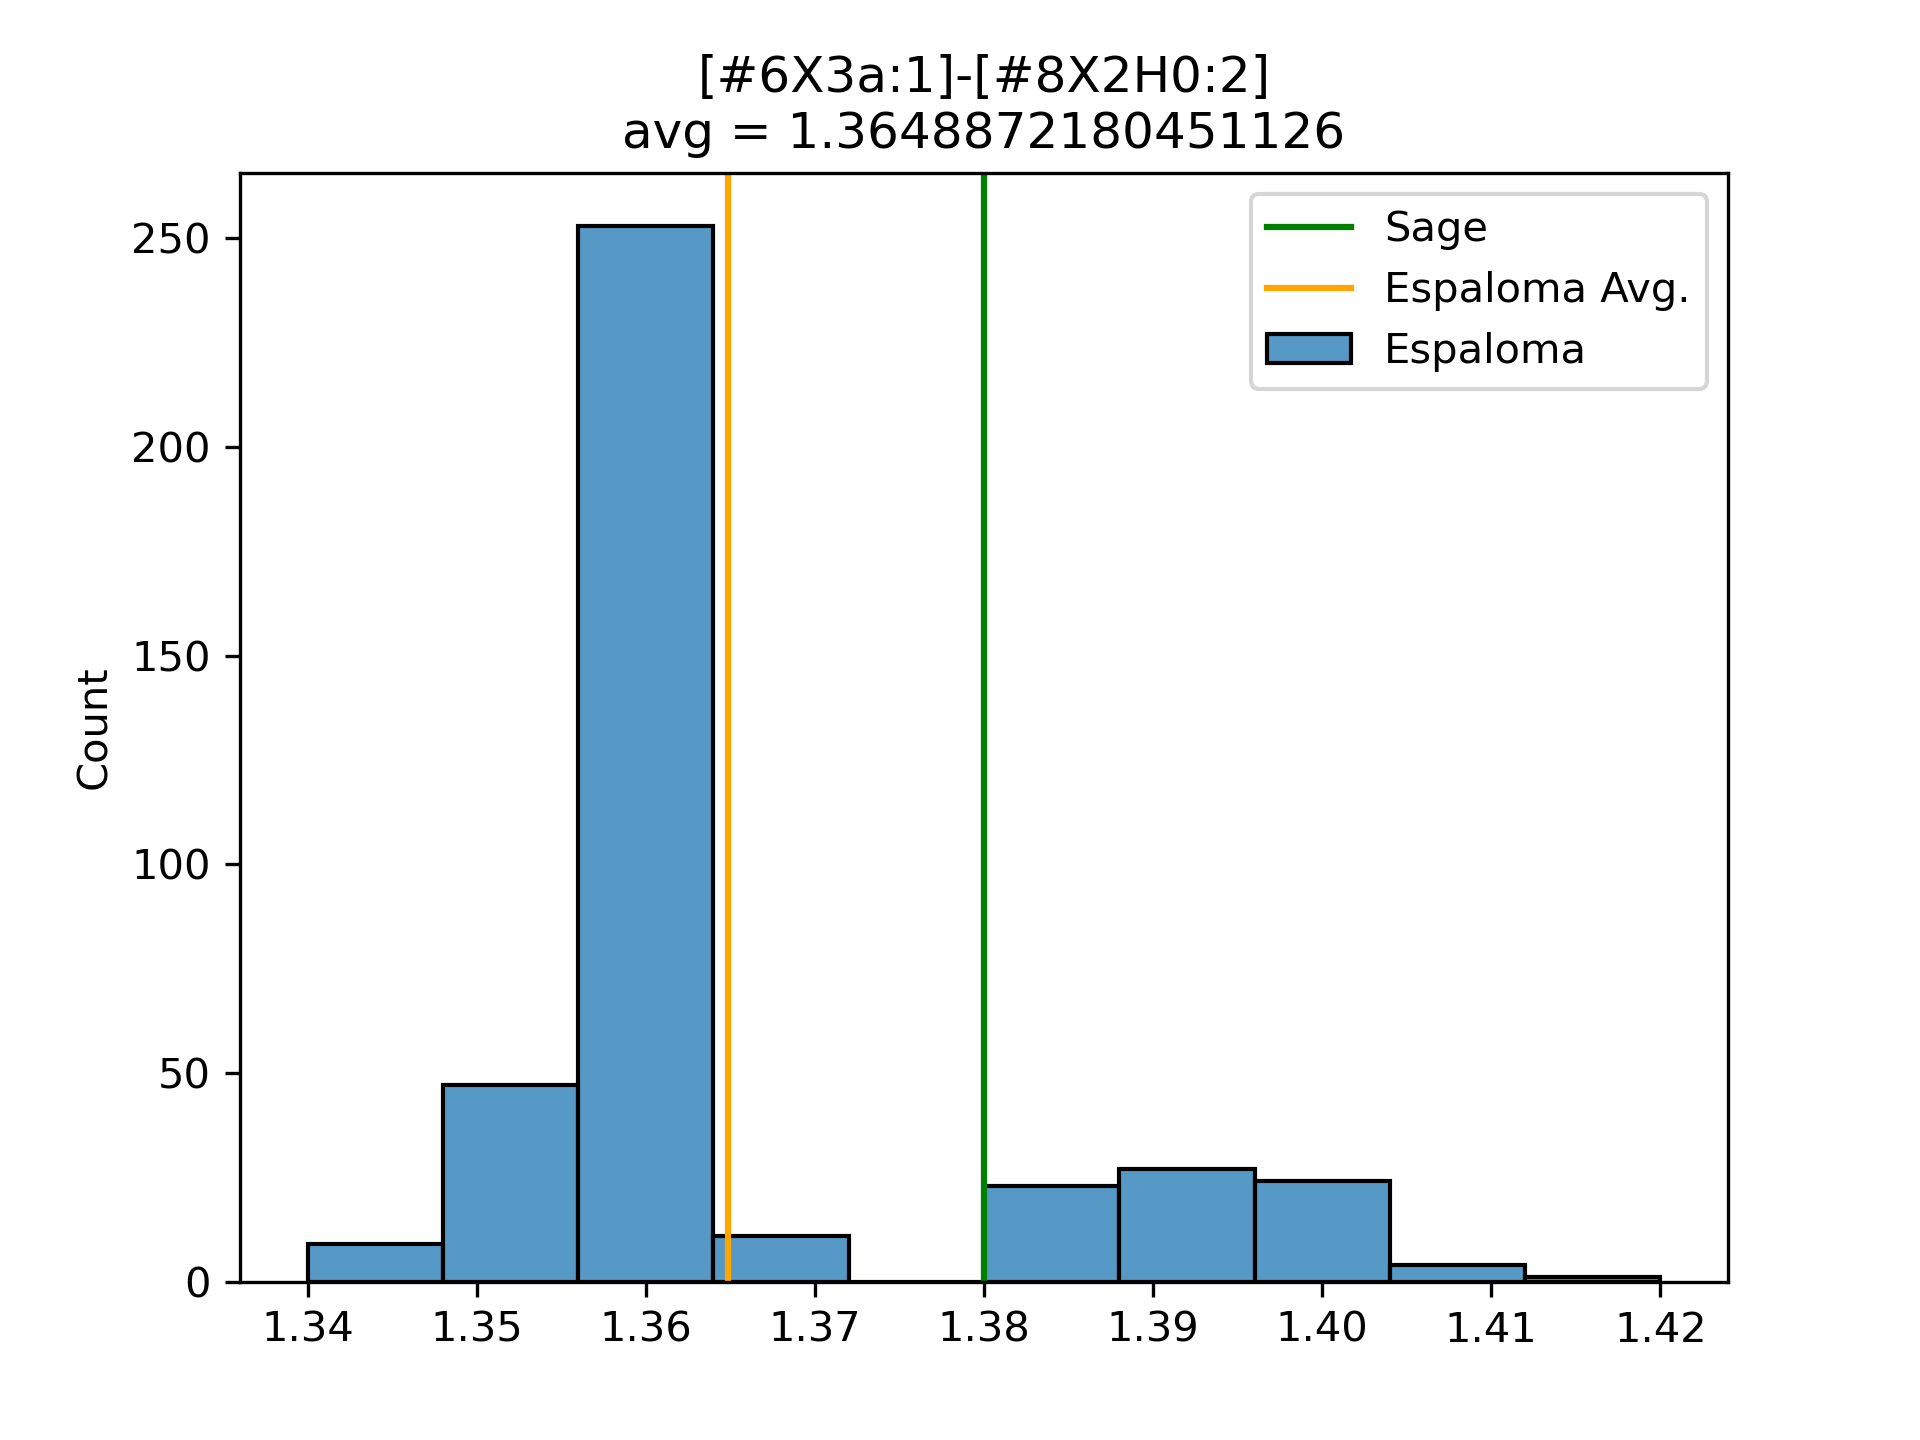 [#6X3a:1]-[#8X2H0:2]
avg = 1.3648872180451126
Sage
Espaloma Avg.
Espaloma
250
200
150
100
50
0
Count
1.34 1.35 1.36 1.37 1.38 1.39 1.40 1.41 1.42